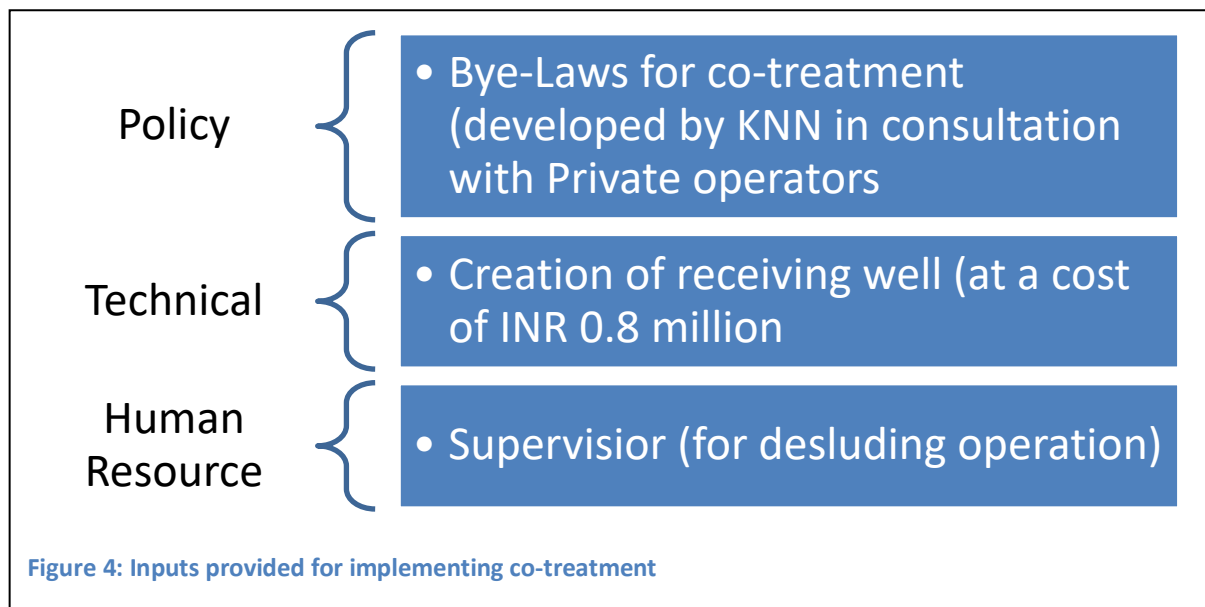 Policy
• Bye-Laws for co-treatment
(developed by KNN in consultation
with Private operators
Technical
• Creation of receiving well (at a cost
of INR 0.8 million
Human
Resource
• Supervisior (for desluding operation)
Figure 4: Inputs provided for implementing co-treatment